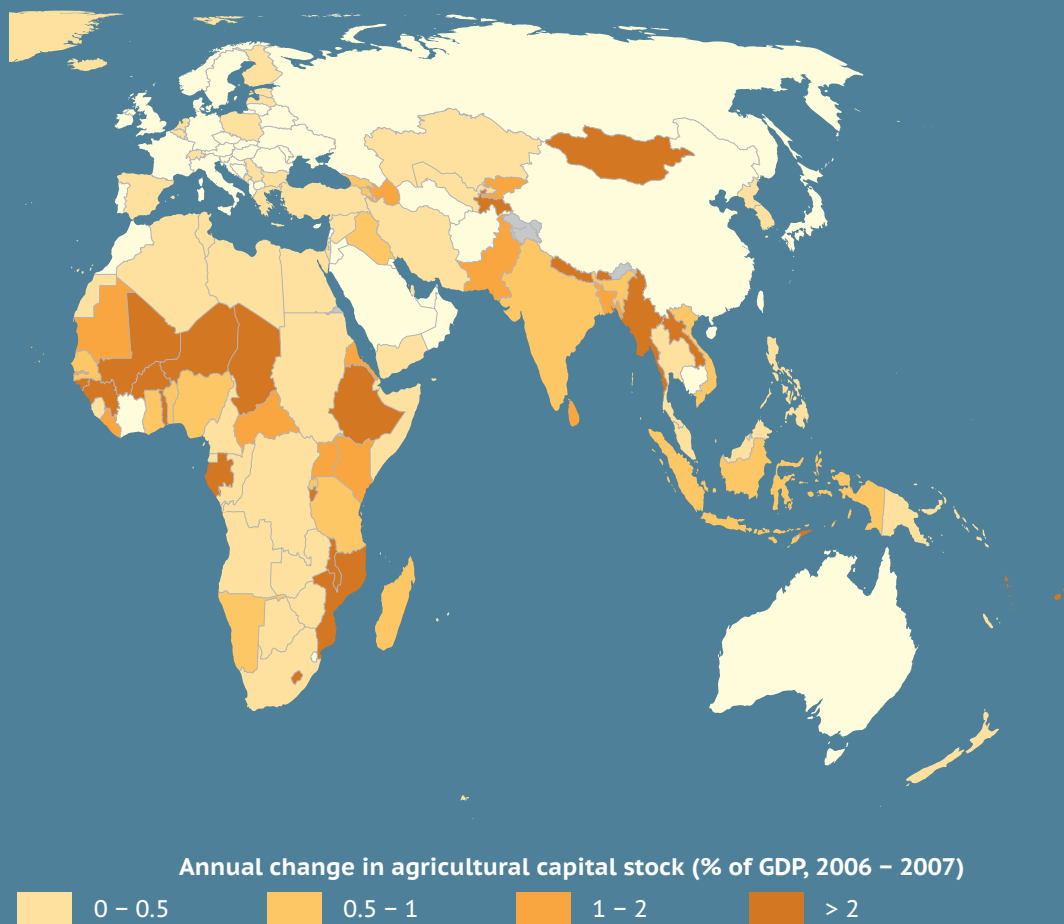 Annual change in agricultural capital stock (% of GDP, 2006 – 2007)
0 – 0.5 0.5 – 1 1 – 2 > 2